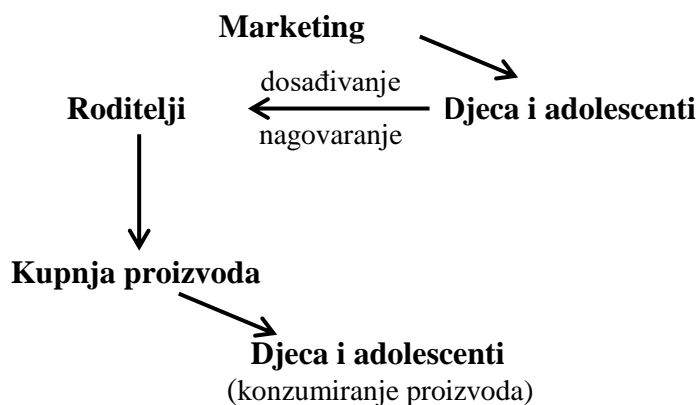 Marketing
dosađivanje
Roditelji
Djeca i adolescenti
nagovaranje
Kupnja proizvoda
Djeca i adolescenti
(konzumiranje proizvoda)